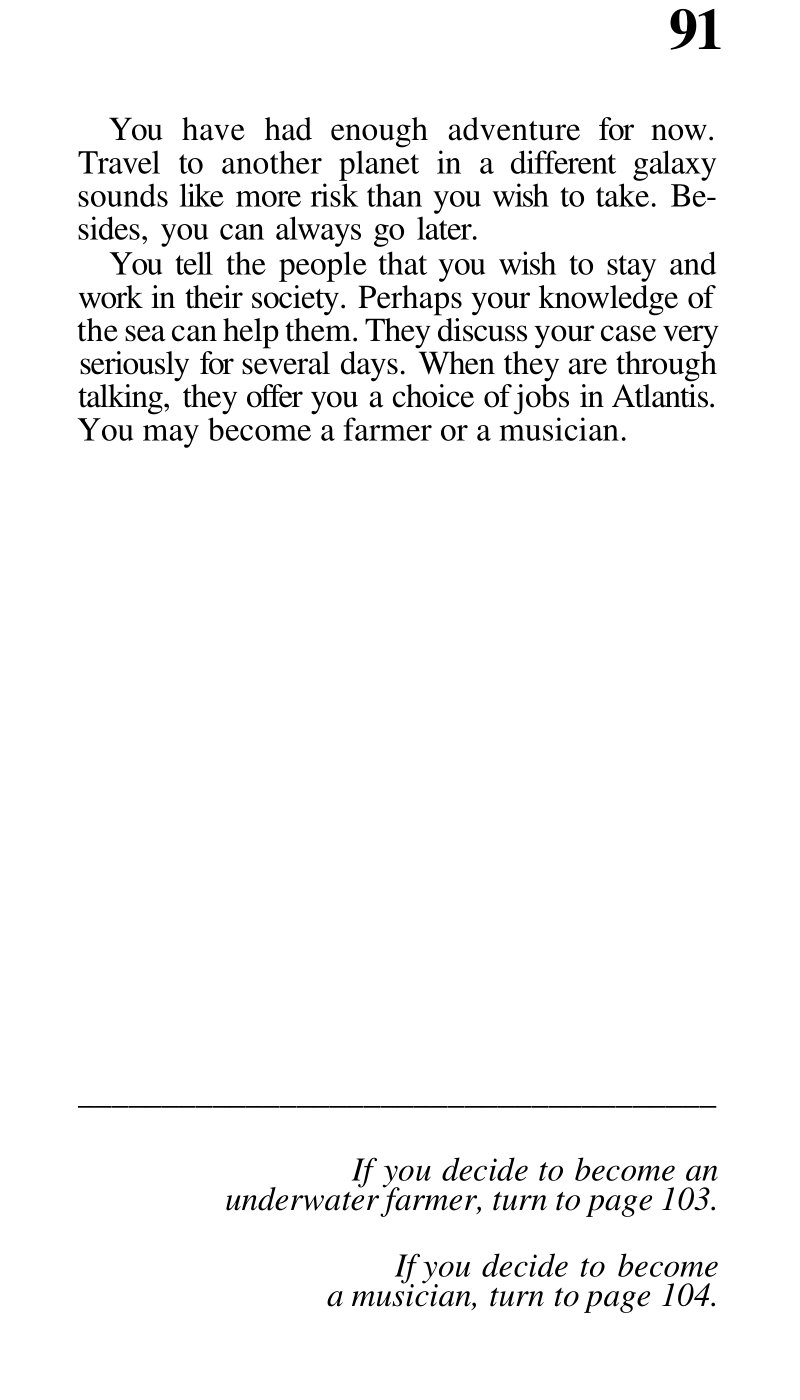 91
You have had enough adventure for now.
Travel to another planet in a different galaxy
sounds like more risk than you wish to take. Be-
sides, you can always go later.
You tell the people that you wish to stay and
work in their society. Perhaps your knowledge of
the sea can help them. They discuss your case very
seriously for several days. When they are through
talking, they offer you a choice of jobs in Atlantis.
You may become a farmer or a musician.
If you decide to become an
underwater farmer, turn to page 103.
If you decide to become
a musician, turn to page 104.